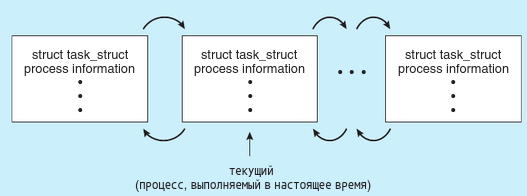 struct task_struct
process information
struct task_struct
process information
struct task_struct
process information
текущий
(процесс, выполняемый в настоящее время)